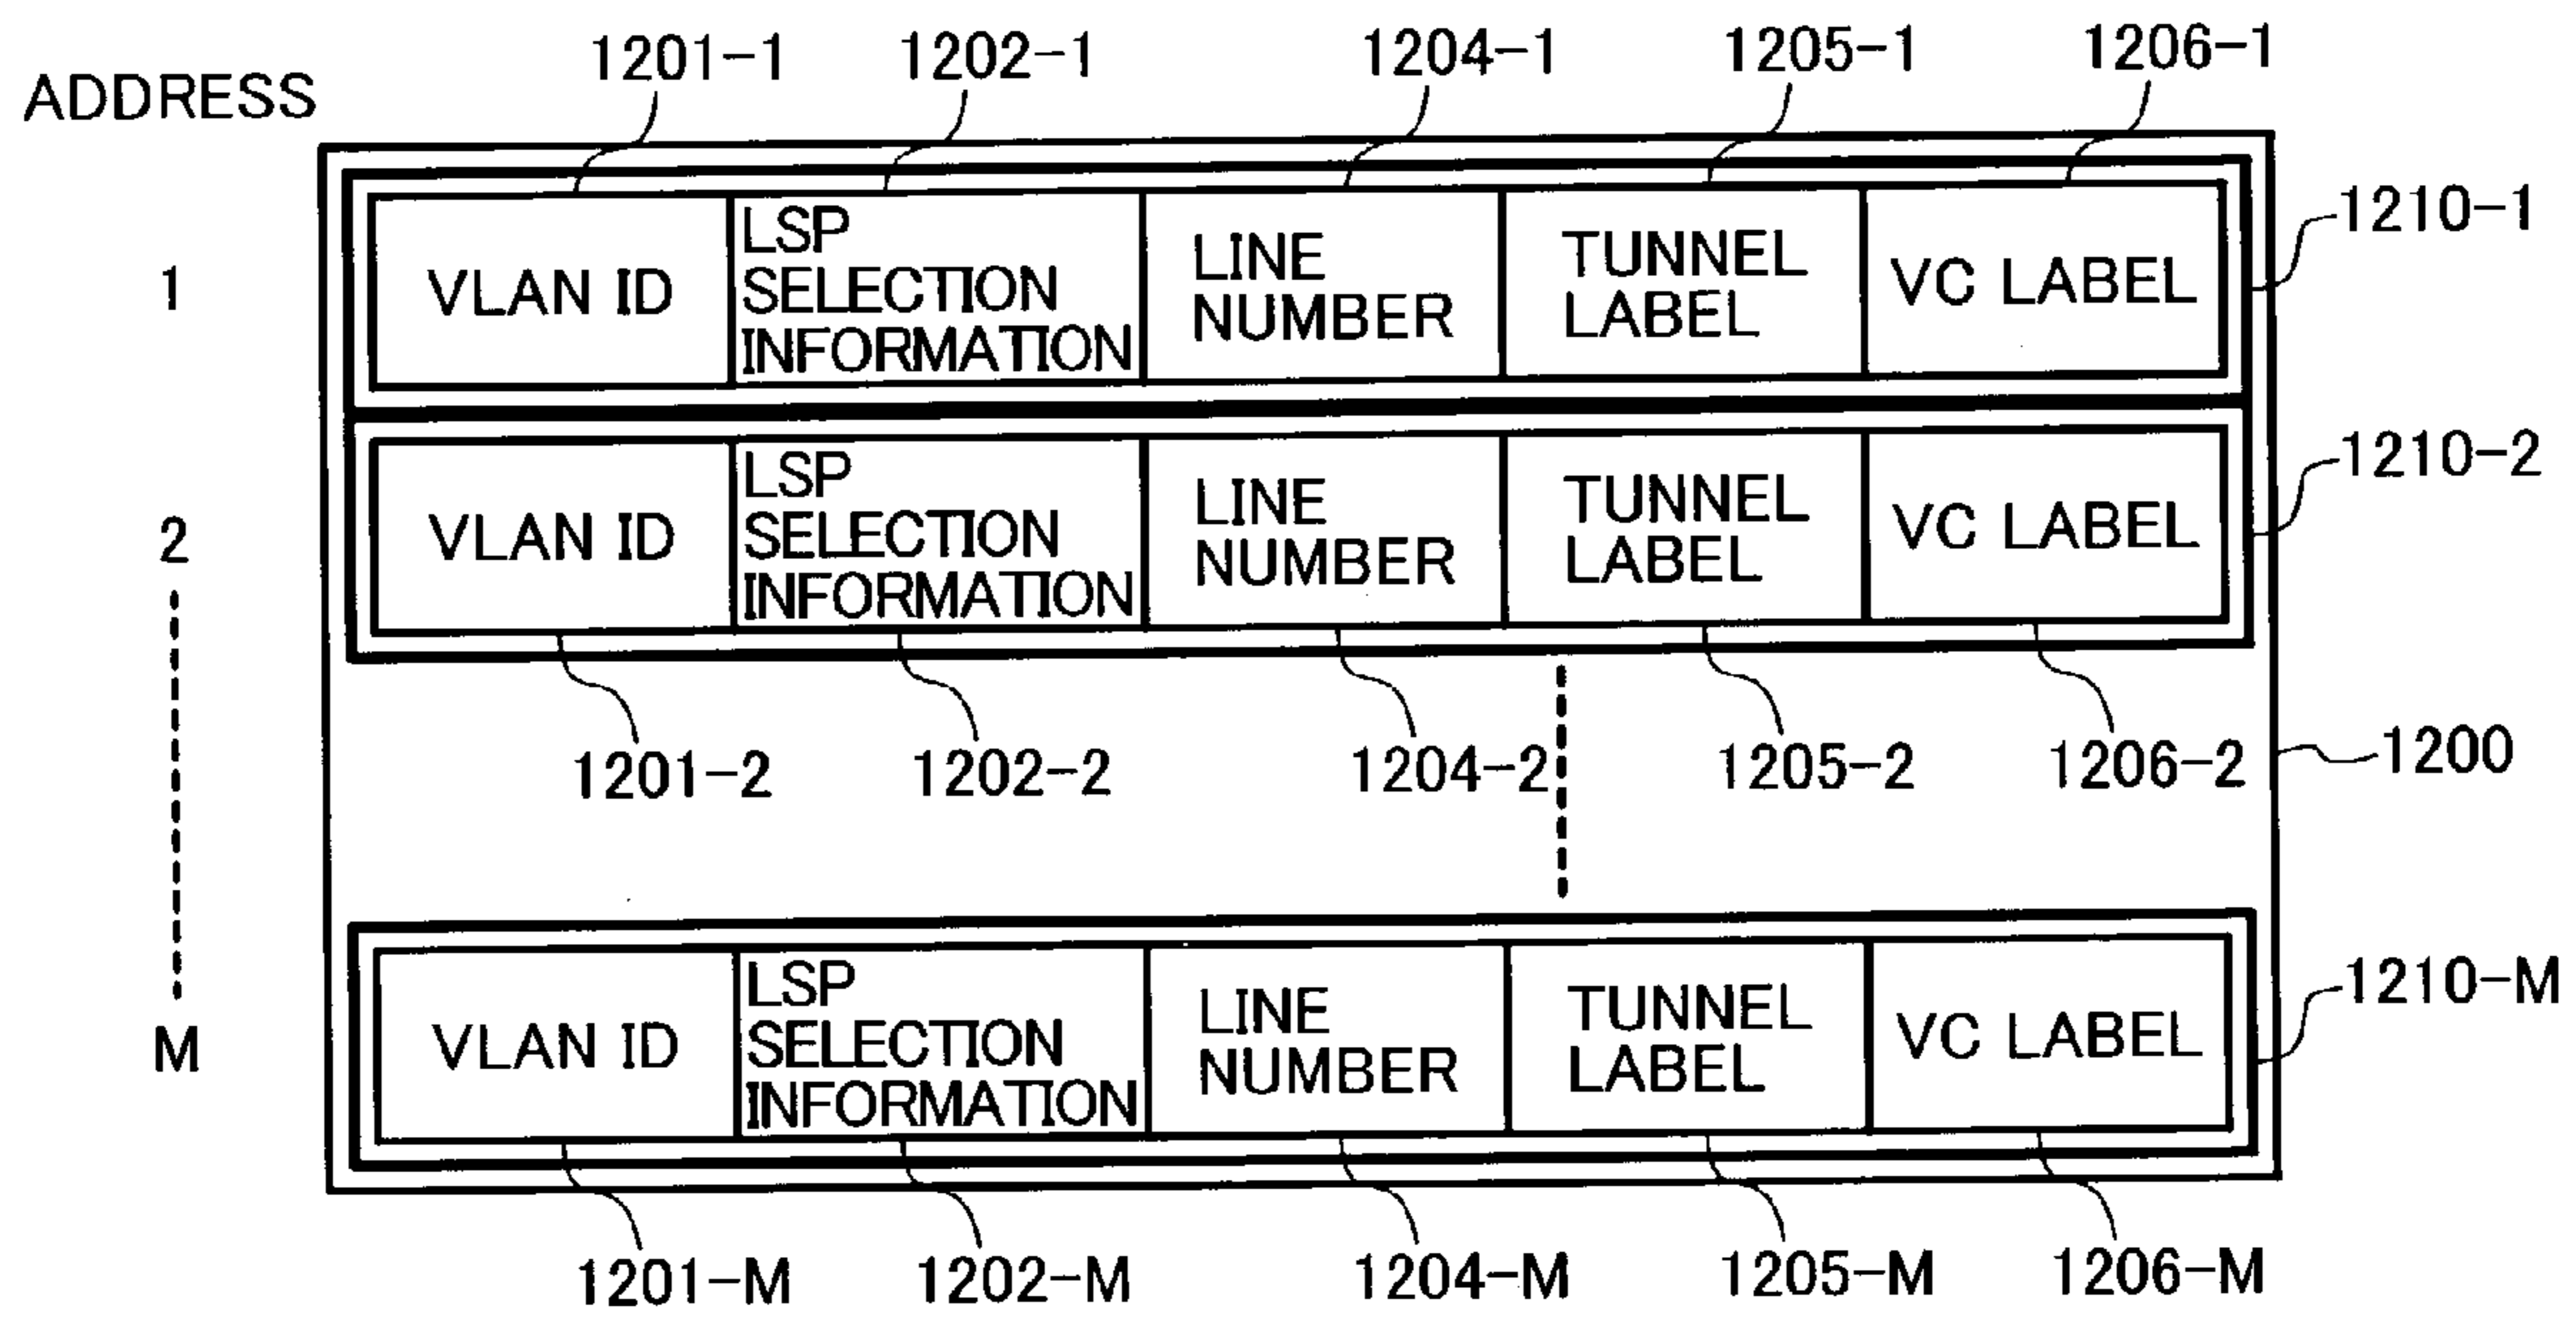 1201-1 1202-1 1204-1 1205-1 1206-1
ADDRESS
1210-1
1
VLAN ID
LSP
SELECTION
INFORMATION
LINE
NUMBER
TUNNEL
LABEL
VC LABEL
1210-2
2
VLAN ID
LSP
SELECTION
INFORMATION
LINE
NUMBER
TUNNEL
LABEL
VC LABEL
1201-2 1202-2 1204-2 1205-2 1206-2
1200
1210-M
M
VLAN ID
LSP
SELECTION
INFORMATION
LINE
NUMBER
TUNNEL
LABEL
VC LABEL
1201-M 1202-M 1204-M 1205-M 1206-M